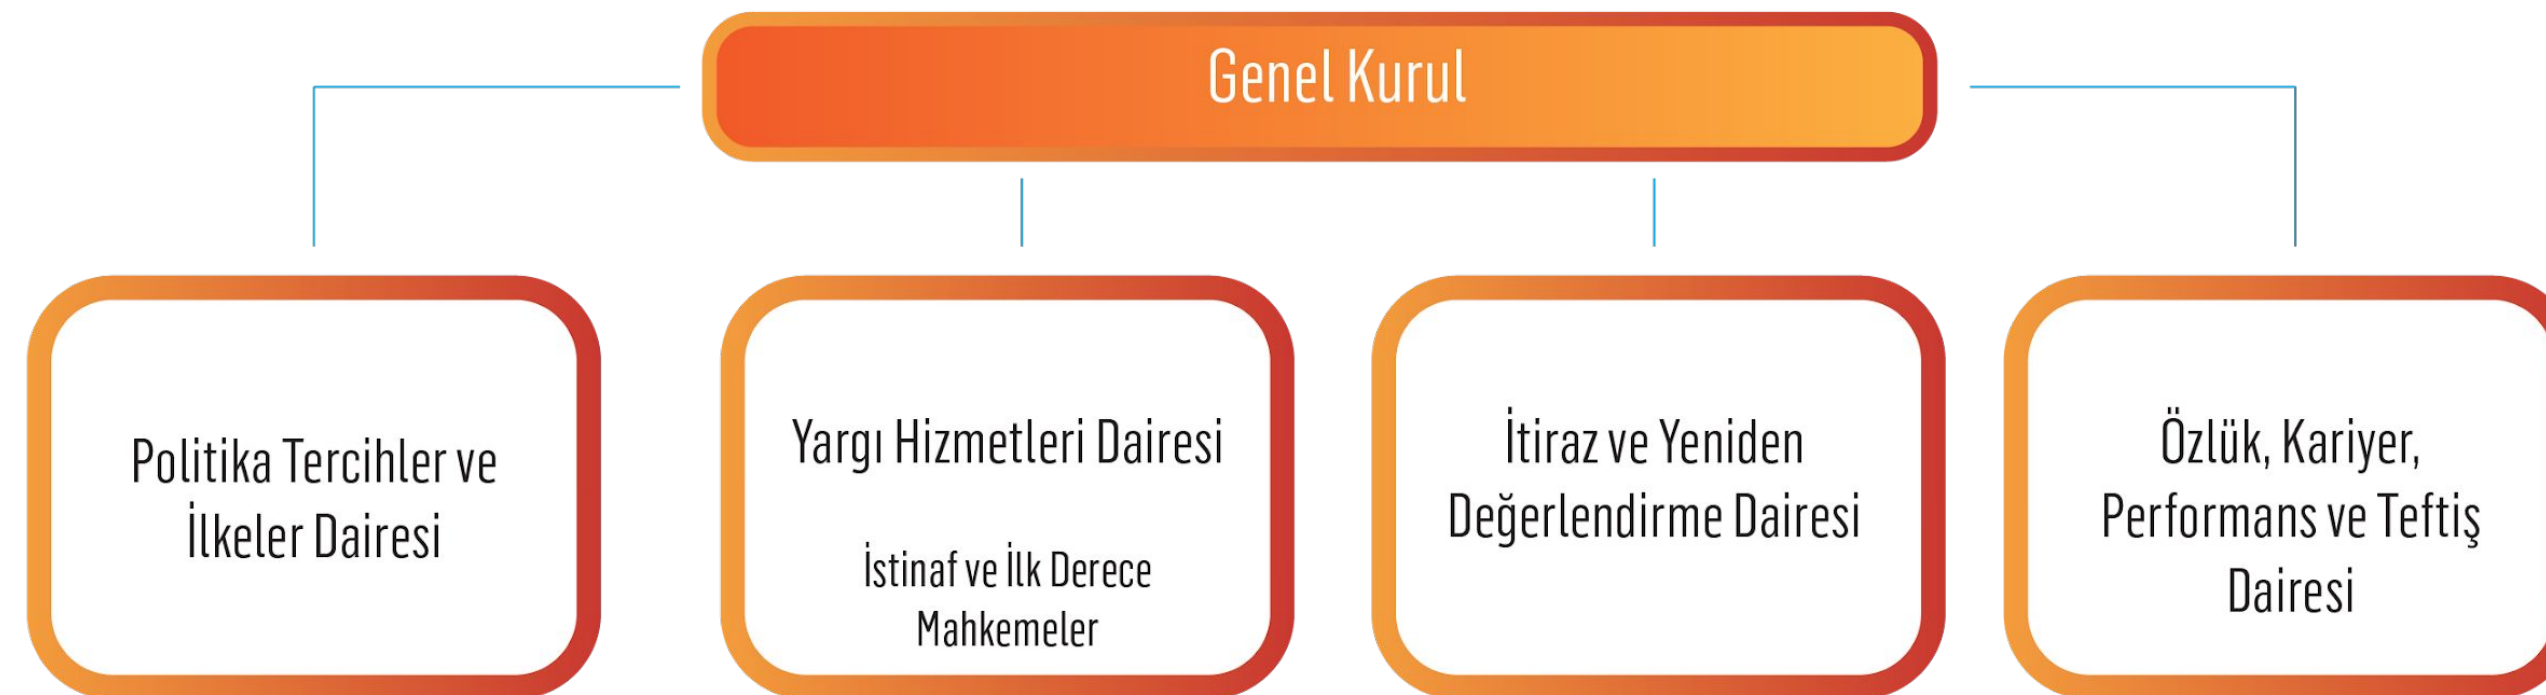 Genel Kurul
Politika Tercihler ve
İlkeler Dairesi
Yargı Hizmetleri Dairesi
İstinaf ve İlk Derece
Mahkemeler
İtiraz ve Yeniden
Değerlendirme Dairesi
Özlük, Kariyer,
Performans ve Teftiş
Dairesi